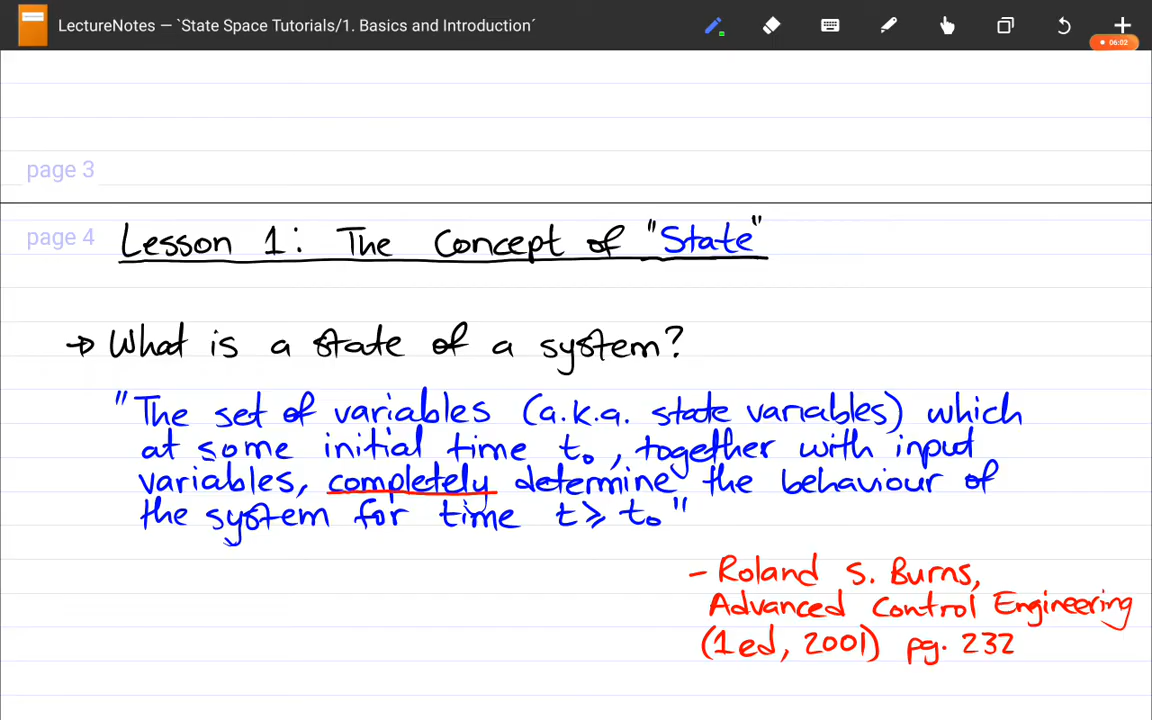 LectureNotes — `State Space Tutorials/1. Basics and Introduction´
06:02
page 3
page 4
Lesson 1: The Concept of "State"
→ What is a state of a system?
"The set of variables (a.k.a. state variables) which
at some initial time t₀, together with input
variables, completely determine the behaviour of
the system for time t ≥ t₀"
- Roland S. Burns,
Advanced Control Engineering
(1ed, 2001) pg. 232